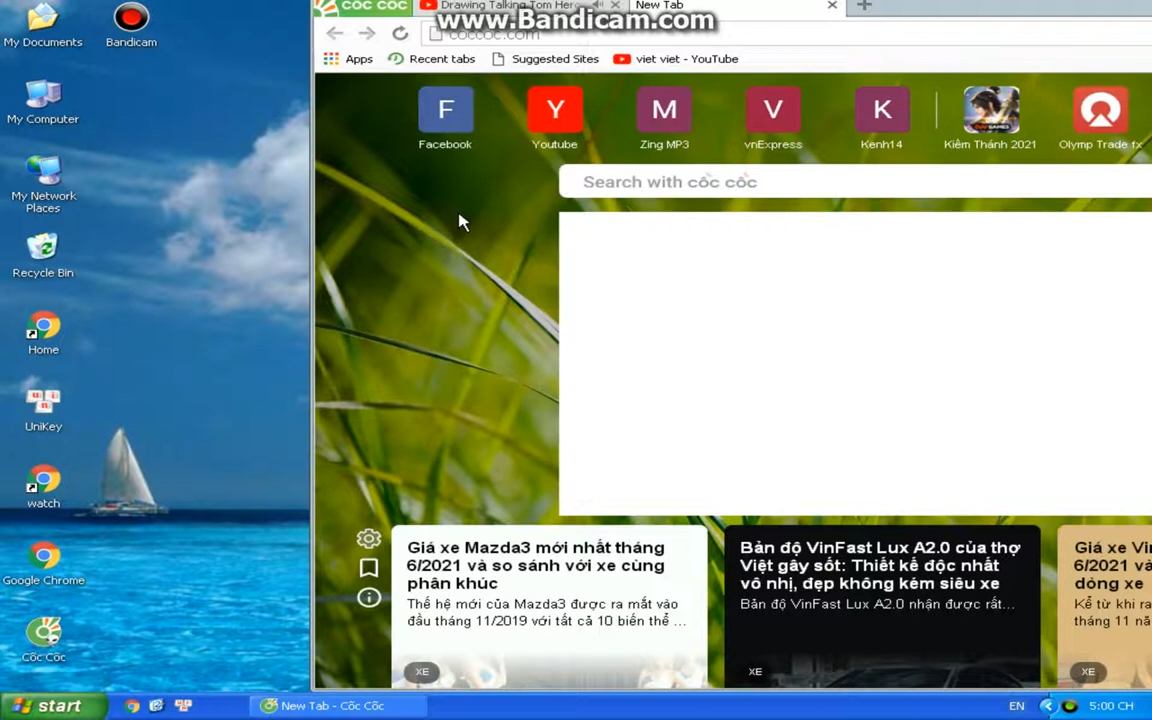 CỐC CỐC
Drawing Talking Tom Her
New Tab
www.Bandicam.com
coccoc.com
Apps
Recent tabs
Suggested Sites
viet viet - YouTube
F
Y
M
V
K
Facebook
Youtube
Zing MP3
vnExpress
Kenh14
Kiếm Thánh 2021
Olymp Trade fx
Search with cốc cốc
My Documents
Bandicam
My Computer
My Network
Places
Recycle Bin
Home
UniKey
watch
Google Chrome
Cốc Cốc
Giá xe Mazda3 mới nhất tháng
6/2021 và so sánh với xe cùng
phân khúc
Thế hệ mới của Mazda3 được ra mắt vào
đầu tháng 11/2019 với tất cả 10 biến thể ...
XE
Bản độ VinFast Lux A2.0 của thợ
Việt gây sốt: Thiết kế độc nhất
vô nhị, đẹp không kém siêu xe
Bản độ VinFast Lux A2.0 nhận được rất...
XE
Giá xe Vi
6/2021 và
dòng xe
Kể từ khi ra
tháng 11 nă
XE
start
New Tab - Cốc Cốc
EN
5:00 CH